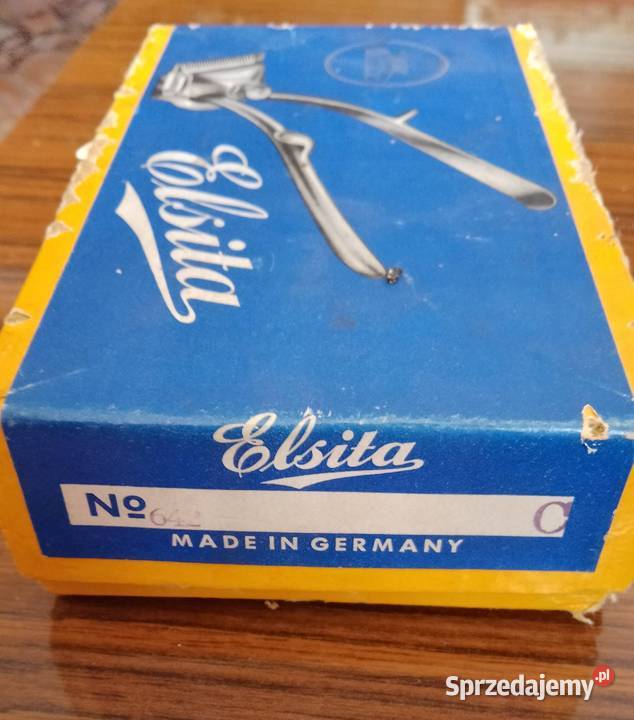 Elsita
Elsita
Nº 642 C
MADE IN GERMANY
Sprzedajemy.pl